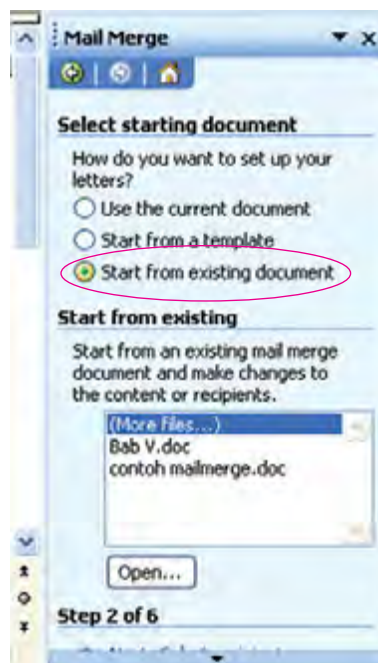 Mail Merge
Select starting document
How do you want to set up your
letters?
Use the current document
Start from a template
Start from existing document
Start from existing
Start from an existing mail merge
document and make changes to
the content or recipients.
(More files...)
Bab V.doc
contoh mailmerge.doc
Open...
Step 2 of 6